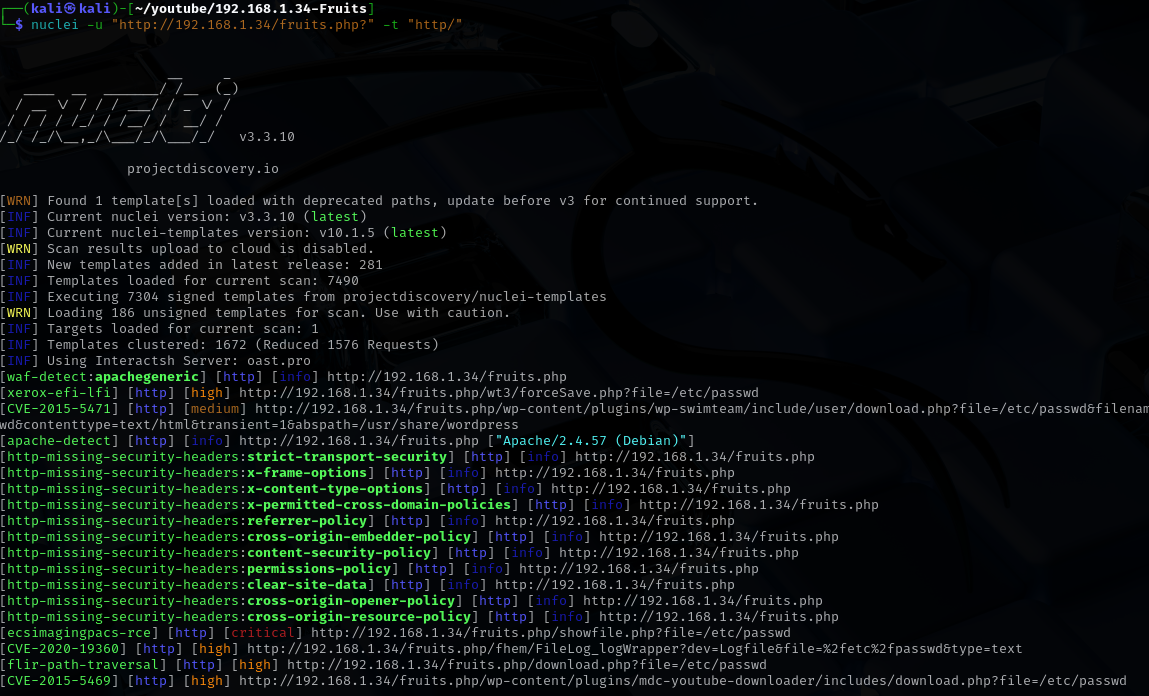 ┌──(kali㉿kali)-[~/youtube/192.168.1.34-Fruits]
└─$ nuclei -u "http://192.168.1.34/fruits.php?" -t "http/"
                     __     _
   ____  __  _______/ /__  (_)
  / __ \/ / / / ___/ / _ \/ /
 / / / / /_/ / /__/ /  __/ /
/_/ /_/\__,_/\___/_/\___/_/   v3.3.10
projectdiscovery.io
[WRN] Found 1 template[s] loaded with deprecated paths, update before v3 for continued support.
[INF] Current nuclei version: v3.3.10 (latest)
[INF] Current nuclei-templates version: v10.1.5 (latest)
[WRN] Scan results upload to cloud is disabled.
[INF] New templates added in latest release: 281
[INF] Templates loaded for current scan: 7490
[INF] Executing 7304 signed templates from projectdiscovery/nuclei-templates
[WRN] Loading 186 unsigned templates for scan. Use with caution.
[INF] Targets loaded for current scan: 1
[INF] Templates clustered: 1672 (Reduced 1576 Requests)
[INF] Using Interactsh Server: oast.pro
[waf-detect:apachegeneric] [http] [info] http://192.168.1.34/fruits.php
[xerox-efi-lfi] [http] [high] http://192.168.1.34/fruits.php/wt3/forceSave.php?file=/etc/passwd
[CVE-2015-5471] [http] [medium] http://192.168.1.34/fruits.php/wp-content/plugins/wp-swimteam/include/user/download.php?file=/etc/passwd&filenam
wd&contenttype=text/html&transient=1&abspath=/usr/share/wordpress
[apache-detect] [http] [info] http://192.168.1.34/fruits.php ["Apache/2.4.57 (Debian)"]
[http-missing-security-headers:strict-transport-security] [http] [info] http://192.168.1.34/fruits.php
[http-missing-security-headers:x-frame-options] [http] [info] http://192.168.1.34/fruits.php
[http-missing-security-headers:x-content-type-options] [http] [info] http://192.168.1.34/fruits.php
[http-missing-security-headers:x-permitted-cross-domain-policies] [http] [info] http://192.168.1.34/fruits.php
[http-missing-security-headers:referrer-policy] [http] [info] http://192.168.1.34/fruits.php
[http-missing-security-headers:cross-origin-embedder-policy] [http] [info] http://192.168.1.34/fruits.php
[http-missing-security-headers:content-security-policy] [http] [info] http://192.168.1.34/fruits.php
[http-missing-security-headers:permissions-policy] [http] [info] http://192.168.1.34/fruits.php
[http-missing-security-headers:clear-site-data] [http] [info] http://192.168.1.34/fruits.php
[http-missing-security-headers:cross-origin-opener-policy] [http] [info] http://192.168.1.34/fruits.php
[http-missing-security-headers:cross-origin-resource-policy] [http] [info] http://192.168.1.34/fruits.php
[ecsimagingpacs-rce] [http] [critical] http://192.168.1.34/fruits.php/showfile.php?file=/etc/passwd
[CVE-2020-19360] [http] [high] http://192.168.1.34/fruits.php/fhem/FileLog_logWrapper?dev=Logfile&file=%2fetc%2fpasswd&type=text
[flir-path-traversal] [http] [high] http://192.168.1.34/fruits.php/download.php?file=/etc/passwd
[CVE-2015-5469] [http] [high] http://192.168.1.34/fruits.php/wp-content/plugins/mdc-youtube-downloader/includes/download.php?file=/etc/passwd